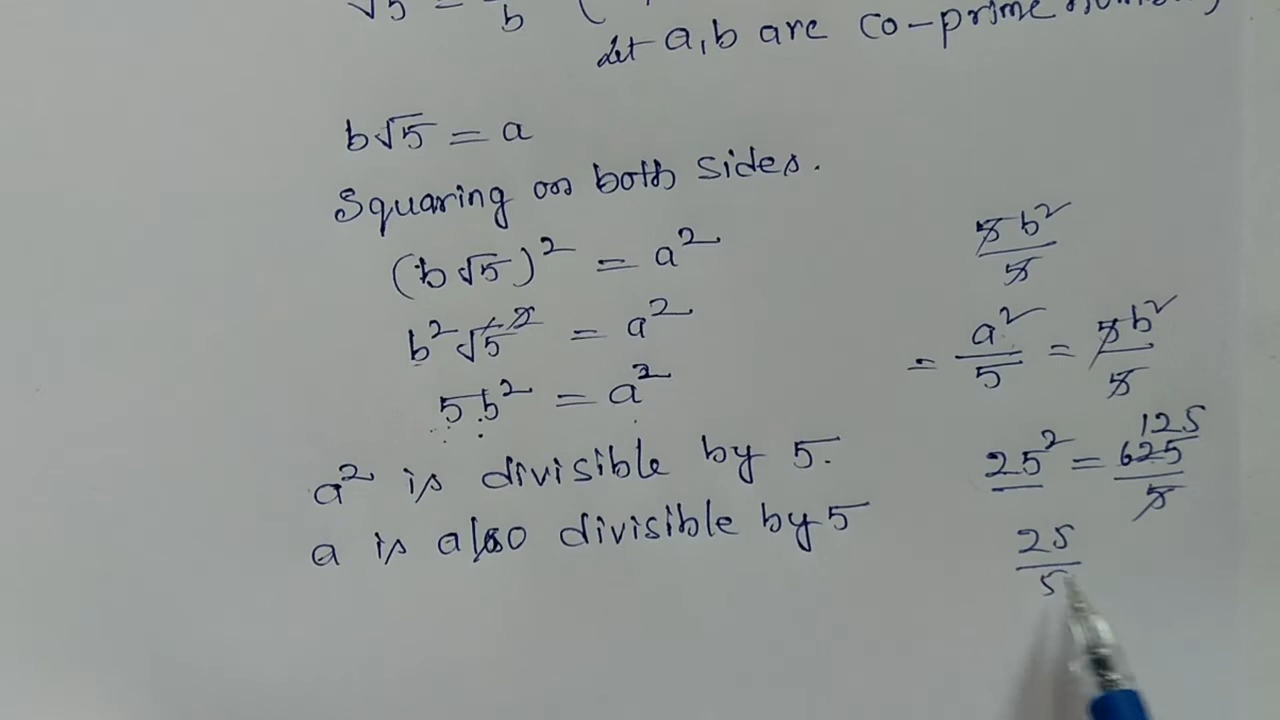 √5 = b
Let a,b are co-prime
b√5 = a
Squaring on both sides.
(b√5)² = a²
b²√5² = a²
5b² = a²
a² is divisible by 5.
a is also divisible by 5
5b²/5
= a²/5 = 5b²/5
25² = 625/5 125
25/5